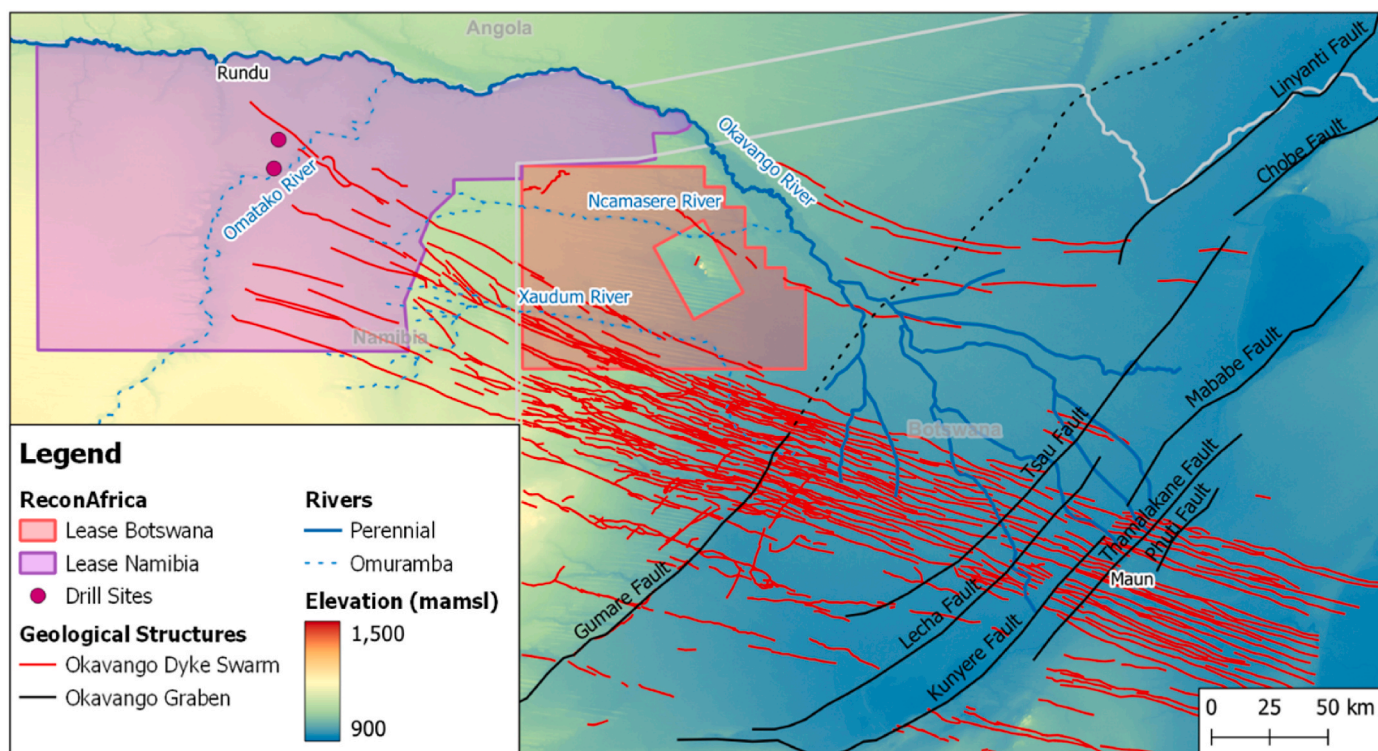 Angola
Rundu
Linyanti Fault
Chobe Fault
Okavango River
Omatako River
Ncamasere River
Xaudum River
Namibia
Mababe Fault
Botswana
Tsau Fault
Thamalakane Fault
Phuti Fault
Maun
Gumare Fault
Lecha Fault
Kunyere Fault
Legend
ReconAfrica
Lease Botswana
Lease Namibia
Drill Sites
Geological Structures
Okavango Dyke Swarm
Okavango Graben
Rivers
Perennial
Omuramba
Elevation (mamsl)
1,500
900
0 25 50 km